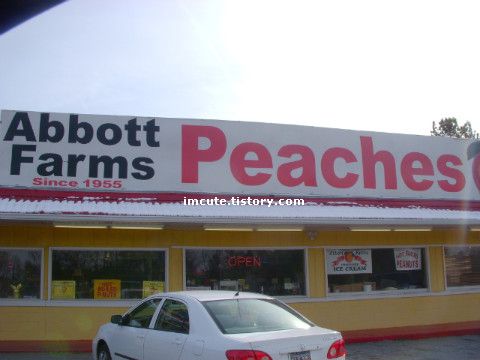 Abbott
Farms
Since 1955
Peaches
imcute.tistory.com
OPEN
ICE CREAM
PEANUTS